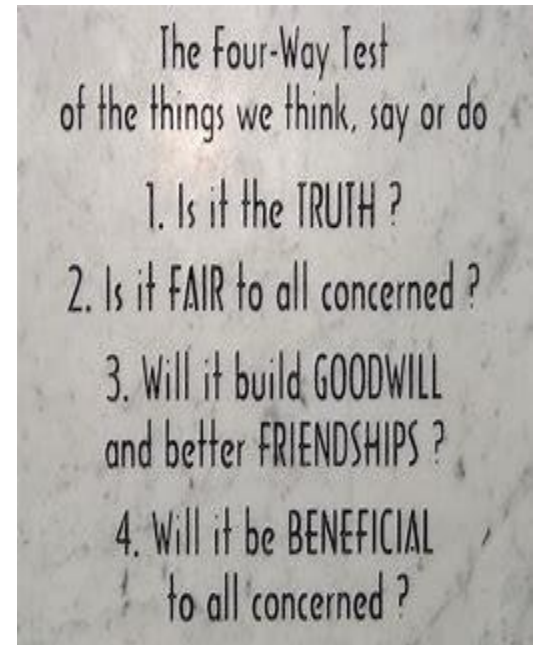 The Four-Way Test
of the things we think, say or do
1. Is it the TRUTH ?
2. Is it FAIR to all concerned ?
3. Will it build GOODWILL
and better FRIENDSHIPS ?
4. Will it be BENEFICIAL
to all concerned ?